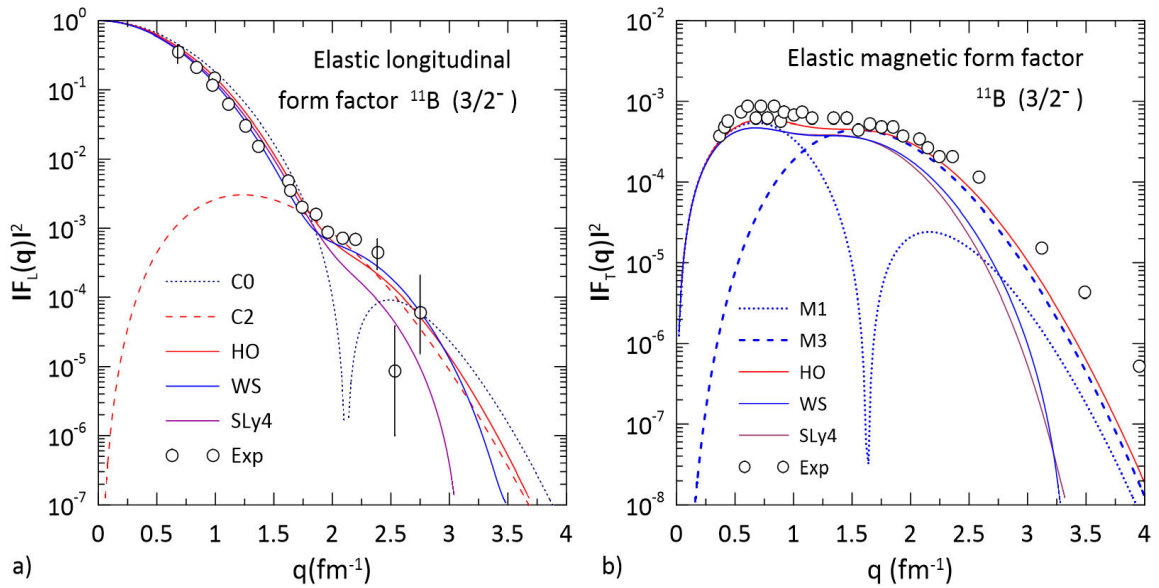 10⁰
10⁻¹
10⁻²
10⁻³
10⁻⁴
10⁻⁵
10⁻⁶
10⁻⁷
|F_L(q)|²
Elastic longitudinal
form factor ¹¹B (3/2⁻)
C0
C2
HO
WS
SLy4
Exp
0 0.5 1 1.5 2 2.5 3 3.5 4
a) q(fm⁻¹)
10⁻²
10⁻³
10⁻⁴
10⁻⁵
10⁻⁶
10⁻⁷
10⁻⁸
|F_T(q)|²
Elastic magnetic form factor
¹¹B (3/2⁻)
M1
M3
HO
WS
SLy4
Exp
0 0.5 1 1.5 2 2.5 3 3.5 4
b) q (fm⁻¹)